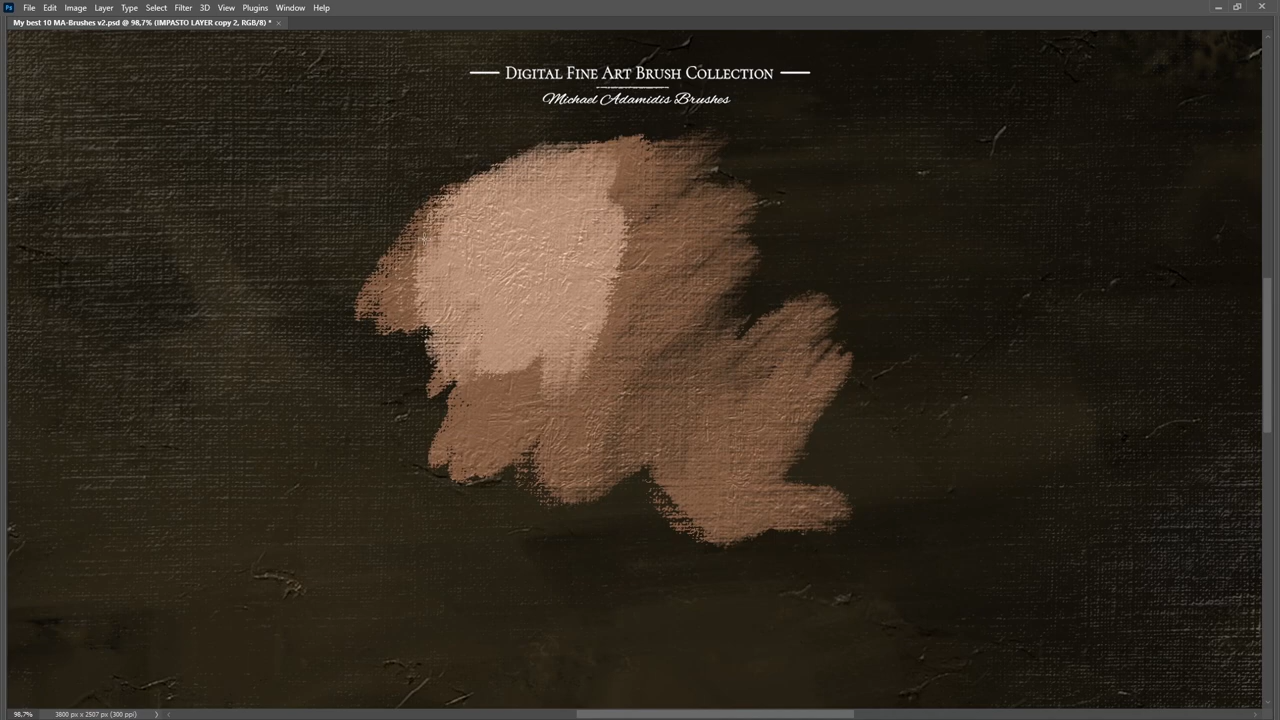 Ps File Edit Image Layer Type Select Filter 3D View Plugins Window Help
My best 10 MA-Brushes v2.psd @ 98,7% (IMPASTO LAYER copy 2, RGB/8) * ×
Digital Fine Art Brush Collection
Michael Adamidis Brushes
98,7% 3800 px x 2507 px (300 ppi)